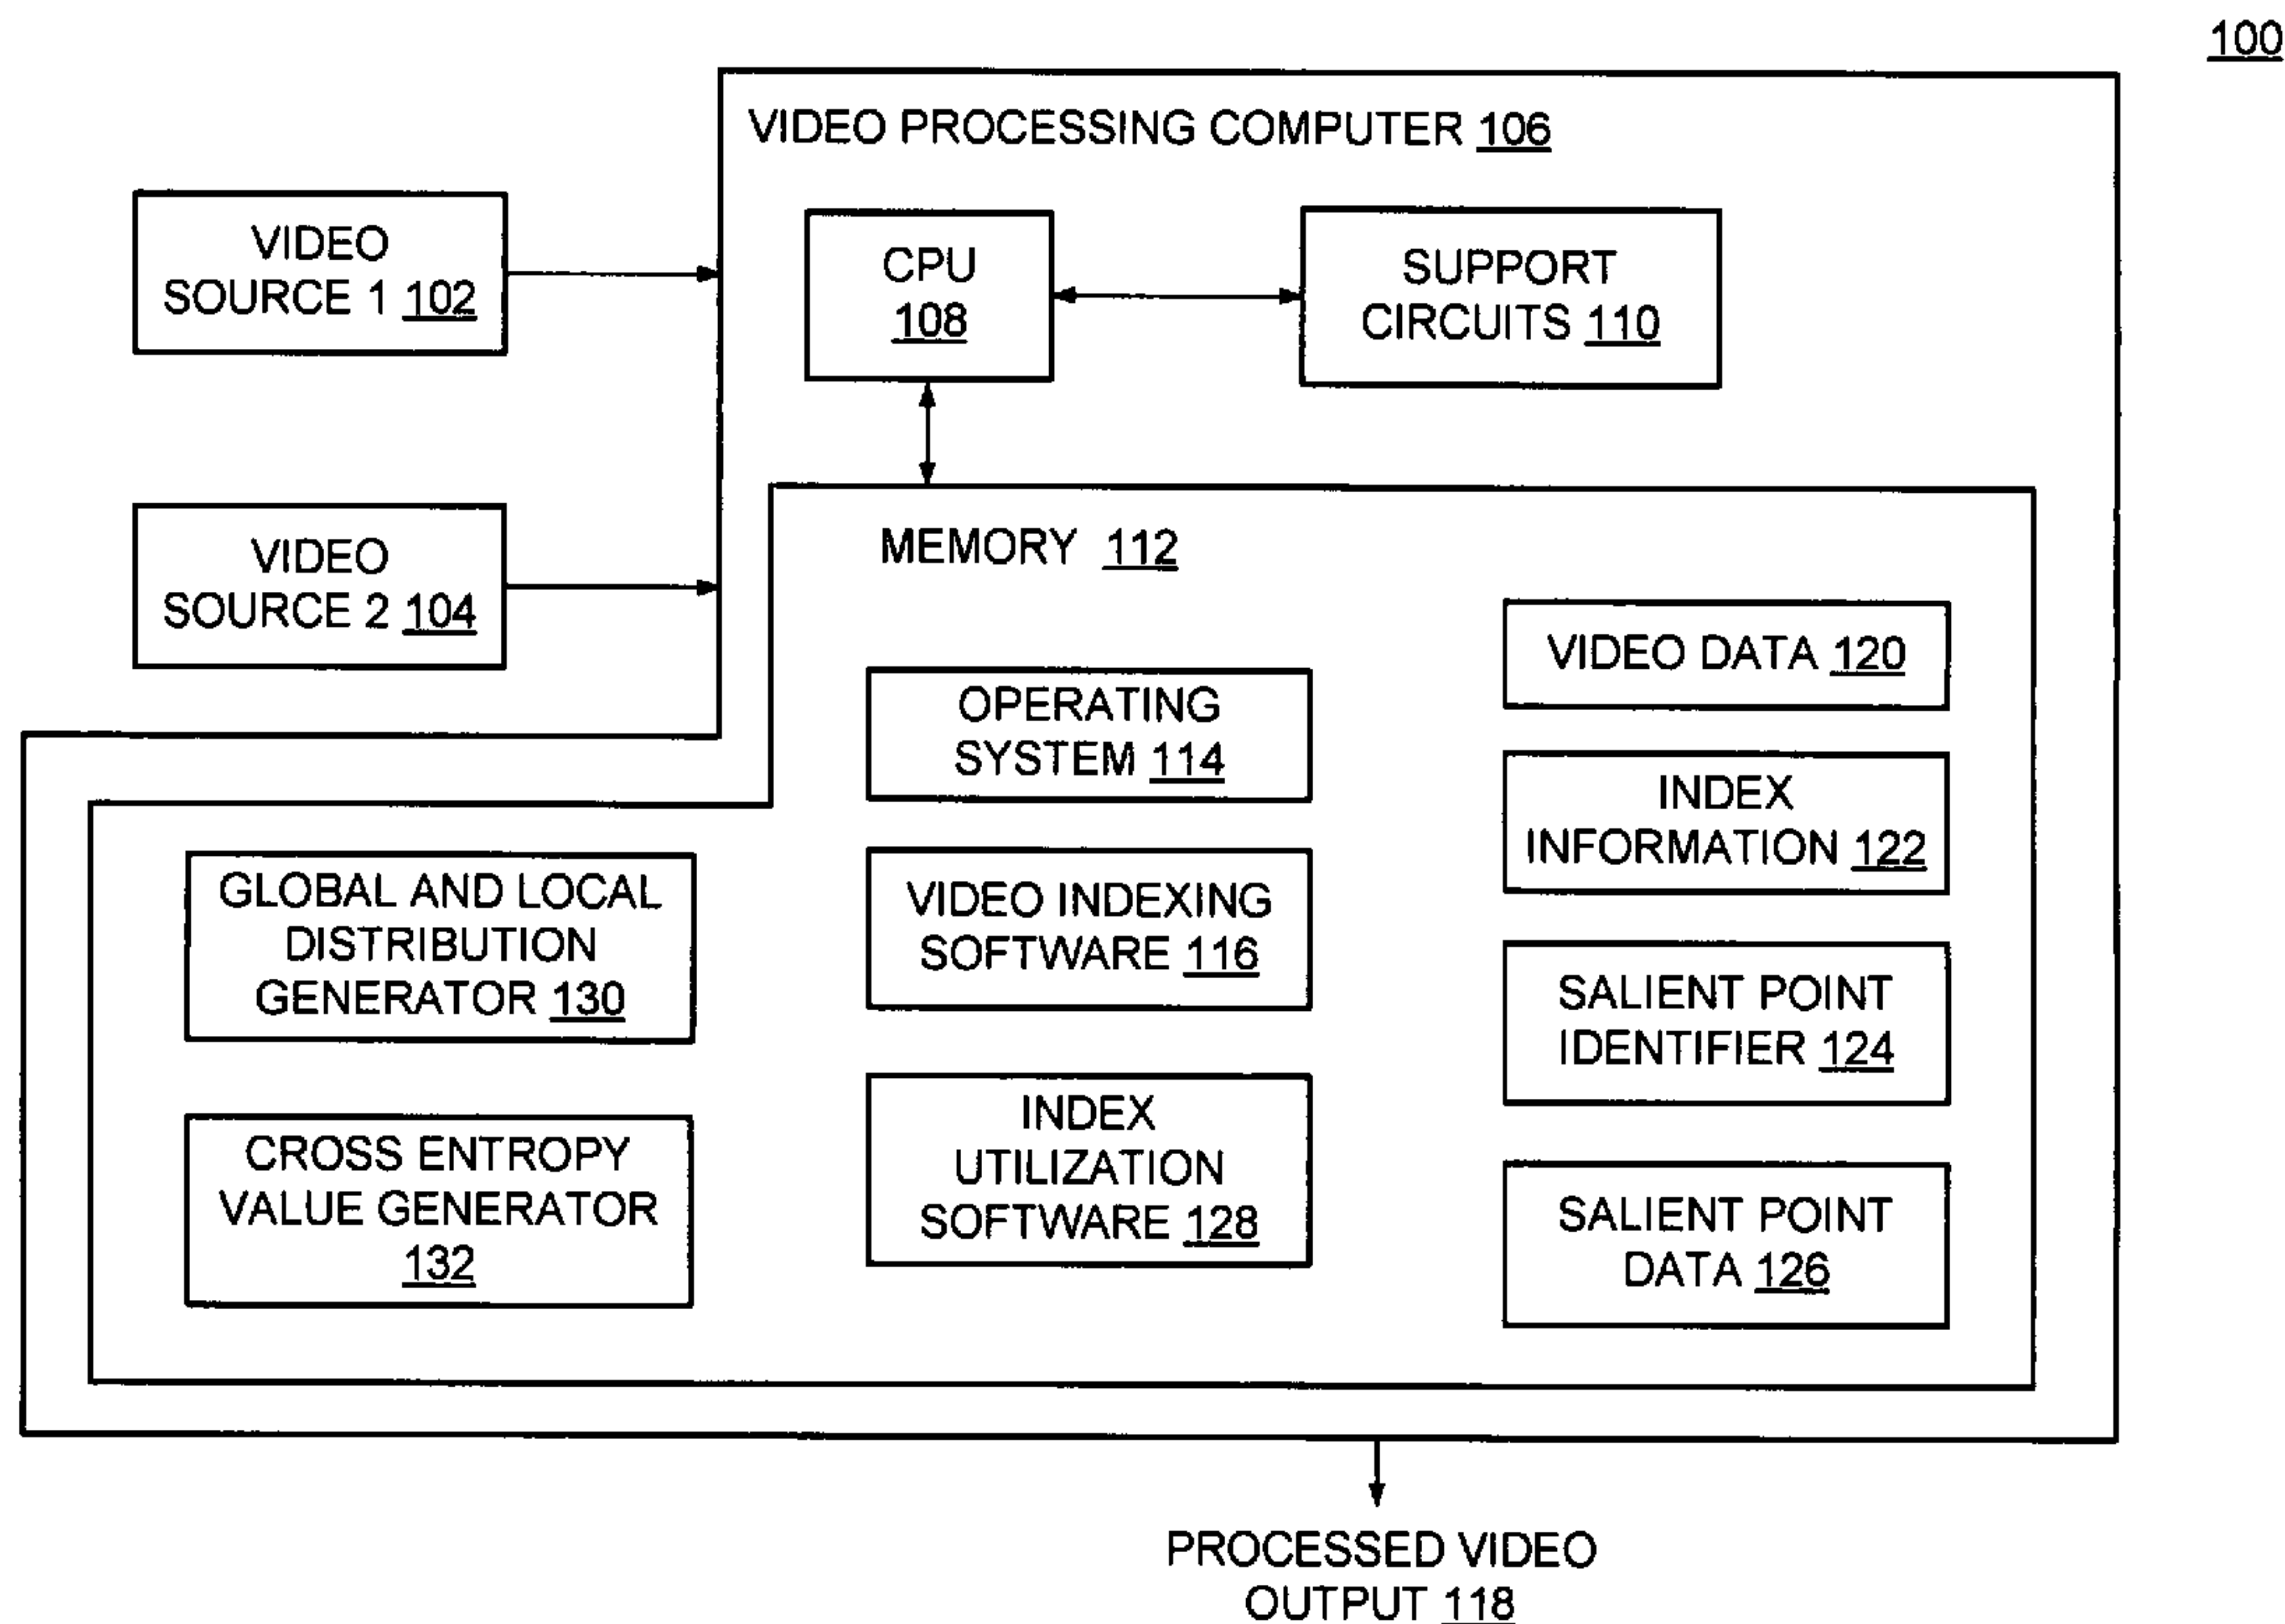 100
VIDEO PROCESSING COMPUTER 106
VIDEO
SOURCE 1 102
CPU
108
SUPPORT
CIRCUITS 110
VIDEO
SOURCE 2 104
MEMORY 112
OPERATING
SYSTEM 114
VIDEO DATA 120
INDEX
INFORMATION 122
GLOBAL AND LOCAL
DISTRIBUTION
GENERATOR 130
VIDEO INDEXING
SOFTWARE 116
SALIENT POINT
IDENTIFIER 124
CROSS ENTROPY
VALUE GENERATOR
132
INDEX
UTILIZATION
SOFTWARE 128
SALIENT POINT
DATA 126
PROCESSED VIDEO
OUTPUT 118